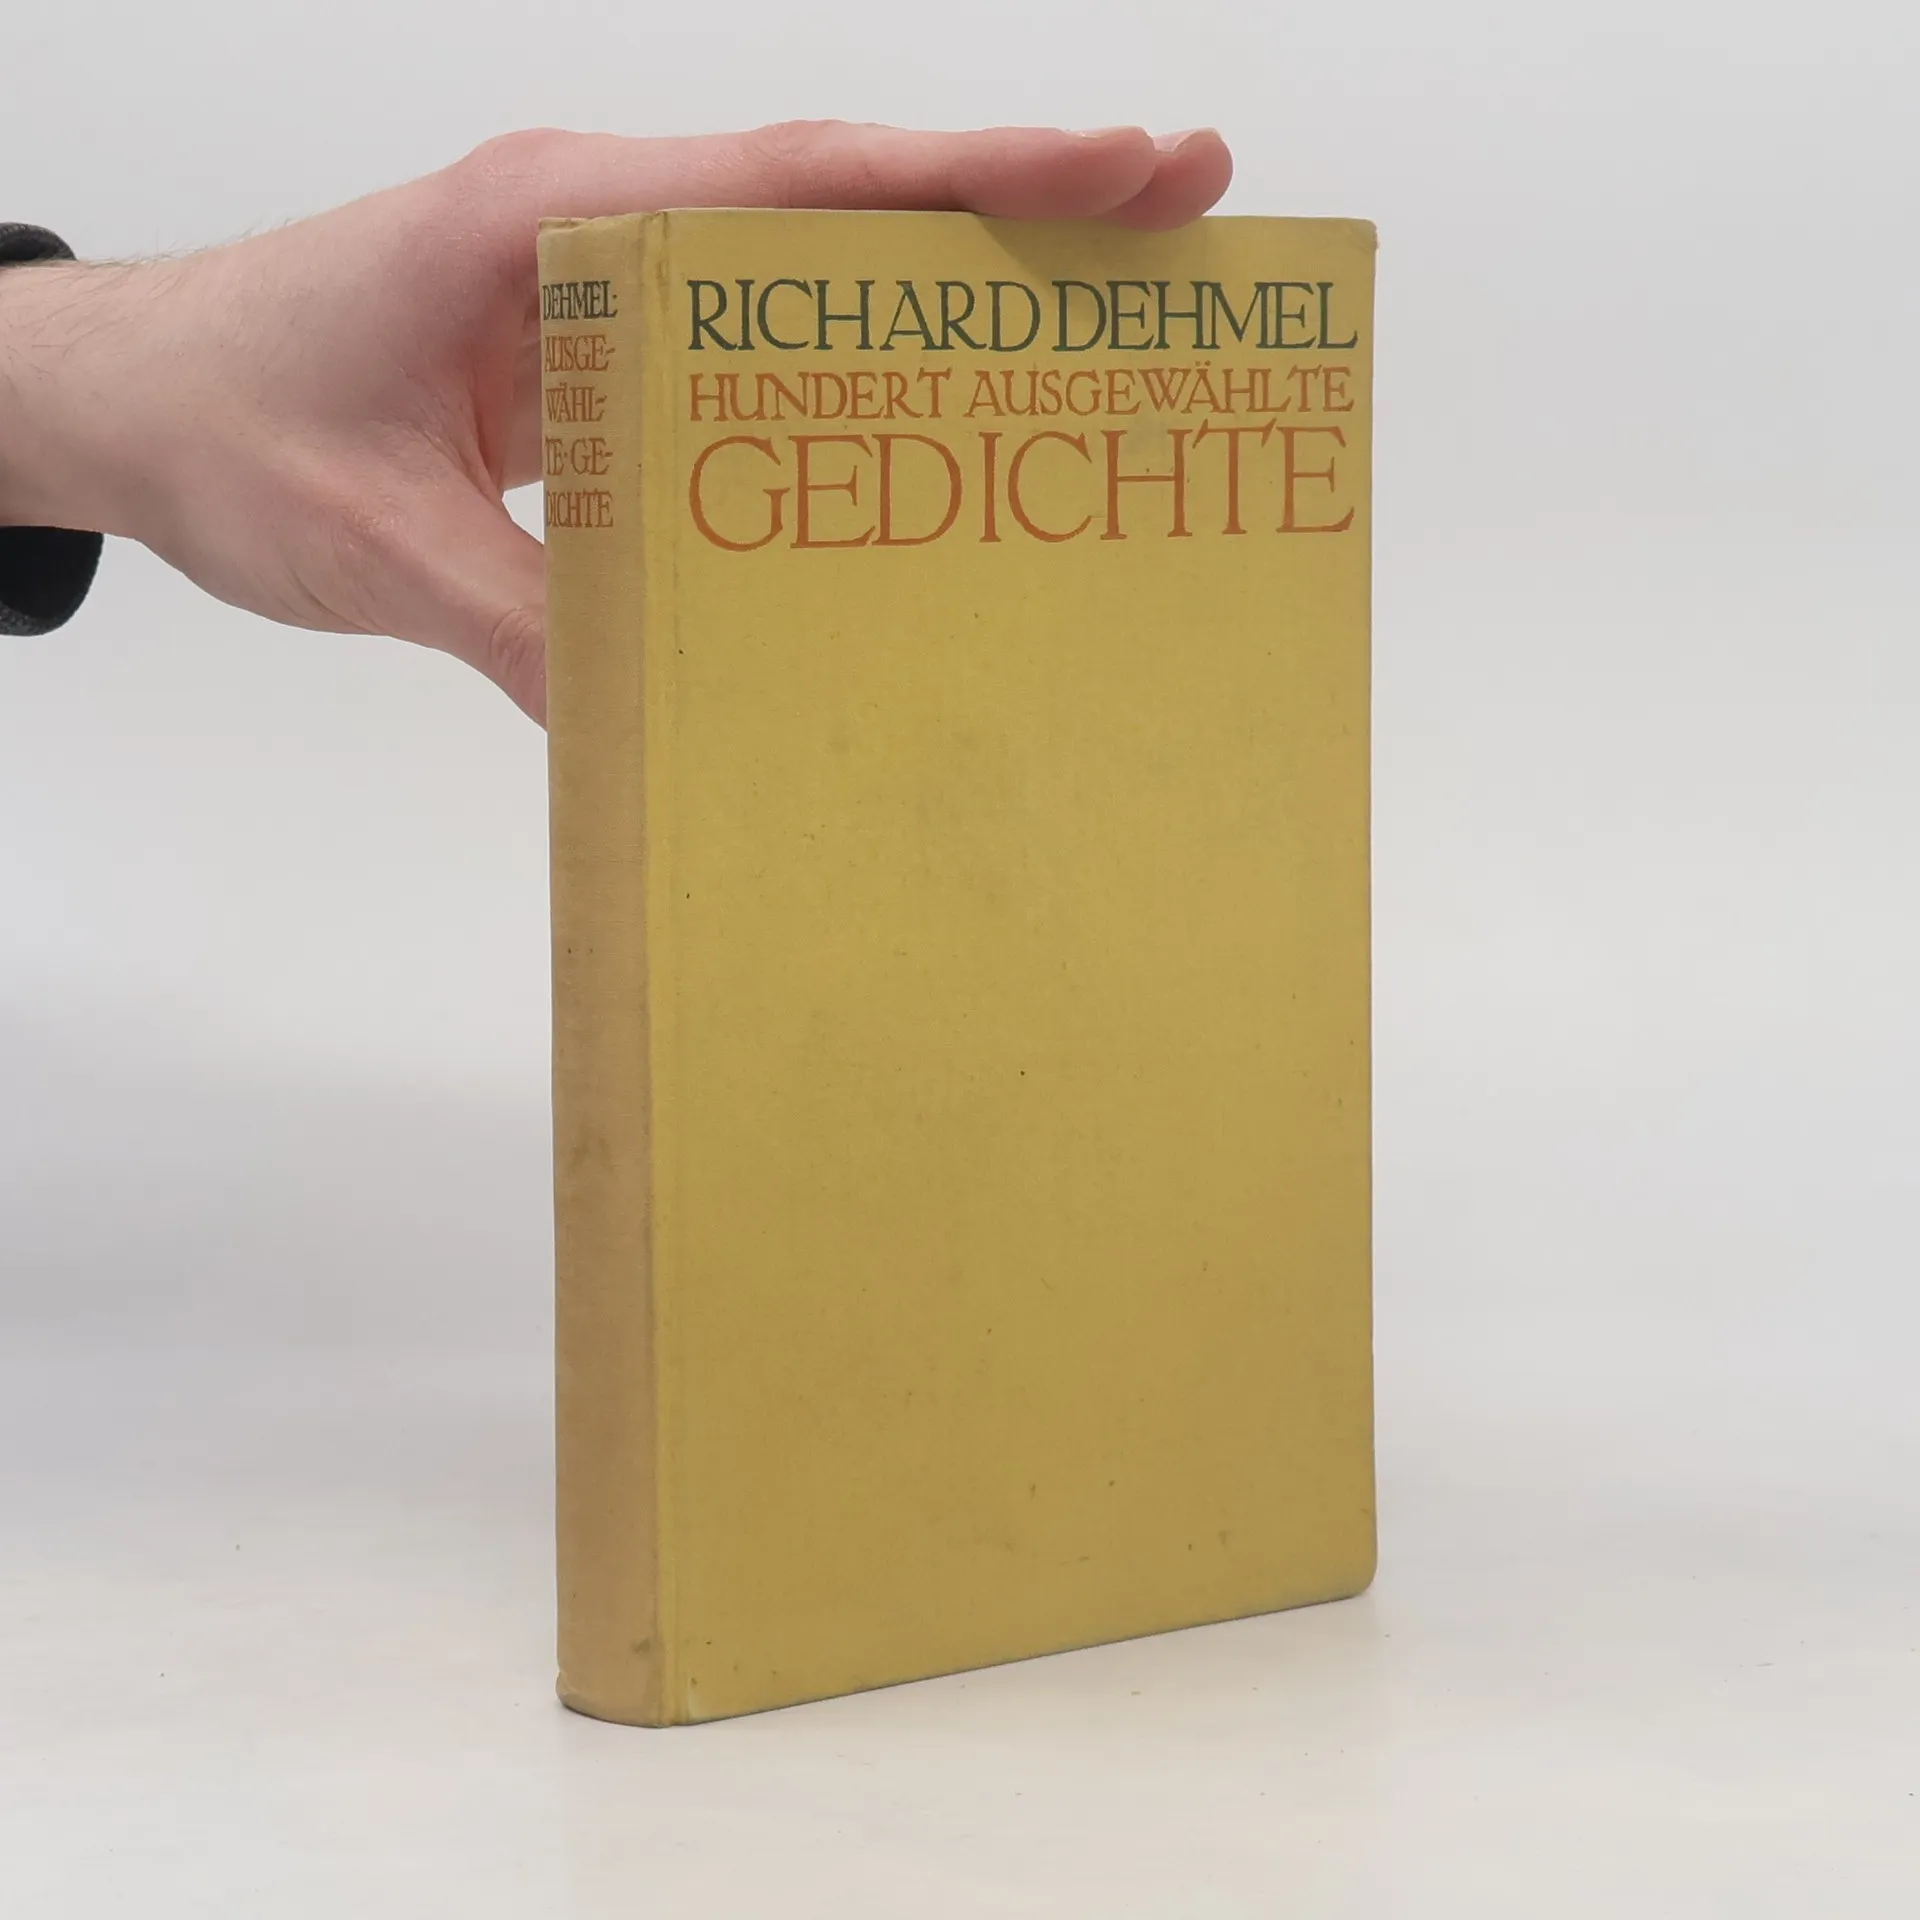 DEHMEL·
AUSGE-
WÄHL-
TE·GE-
DICHTE
RICHARD DEHMEL
HUNDERT AUSGEWÄHLTE
GEDICHTE